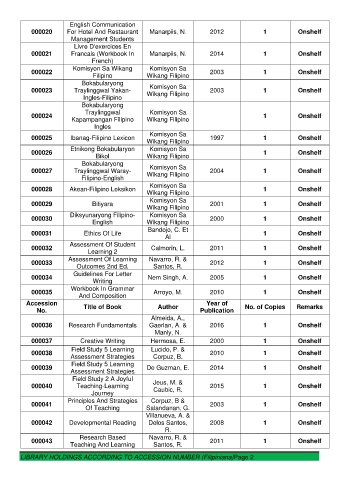 000020 English Communication For Hotel And Restaurant Management Students Manarpiis, N. 2012 1 Onshelf
000021 Livre D'exercices En Francais (Workbook In French) Manarpiis, N. 2014 1 Onshelf
000022 Komisyon Sa Wikang Filipino Komisyon Sa Wikang Filipino 2003 1 Onshelf
000023 Bokabularyong Traylinggwal Yakan-Ingles-Filipino Komisyon Sa Wikang Filipino 2003 1 Onshelf
000024 Bokabularyong Traylinggwal Kapampangan Filipino Ingles Komisyon Sa Wikang Filipino 1 Onshelf
000025 Ibanag-Filipino Lexicon Komisyon Sa Wikang Filipino 1997 1 Onshelf
000026 Etnikong Bokabularyon Bikol Komisyon Sa Wikang Filipino 1 Onshelf
000027 Bokabularyong Traylinggwal Waray-Filipino-English Komisyon Sa Wikang Filipino 2004 1 Onshelf
000028 Akean-Filipino Leksikon Komisyon Sa Wikang Filipino 1 Onshelf
000029 Biliyara Komisyon Sa Wikang Filipino 2001 1 Onshelf
000030 Diksyunaryong Filipino-English Komisyon Sa Wikang Filipino 2000 1 Onshelf
000031 Ethics Of Life Bandojo, C. Et Al 1 Onshelf
000032 Assessment Of Student Learning 2 Calmorin, L. 2011 1 Onshelf
000033 Assessment Of Learning Outcomes 2nd Ed. Navarro, R. & Santos, R. 2012 1 Onshelf
000034 Guidelines For Letter Writing Nem Singh, A. 2005 1 Onshelf
000035 Workbook In Grammar And Composition Arroyo, M. 2010 1 Onshelf
Accession No. Title of Book Author Year of Publication No. of Copies Remarks
000036 Research Fundamentals Almeida, A., Gaerlan, A. & Manly, N. 2016 1 Onshelf
000037 Creative Writing Hermosa, E. 2000 1 Onshelf
000038 Field Study 5 Learning Assessment Strategies Lucido, P. & Corpuz, B. 2010 1 Onshelf
000039 Field Study 5 Learning Assessment Strategies De Guzman, E. 2014 1 Onshelf
000040 Field Study 2 A Joyful Teaching-Learning Journey Jeus, M. & Caubic, R. 2015 1 Onshelf
000041 Principles And Strategies Of Teaching Corpuz, B & Salandanan, G. 2003 1 Onshelf
000042 Developmental Reading Villanueva, A. & Delos Santos, R. 2008 1 Onshelf
000043 Research Based Teaching And Learning Navarro, R. & Santos, R. 2011 1 Onshelf
LIBRARY HOLDINGS ACCORDING TO ACCESSION NUMBER (Filipiniana)Page 2